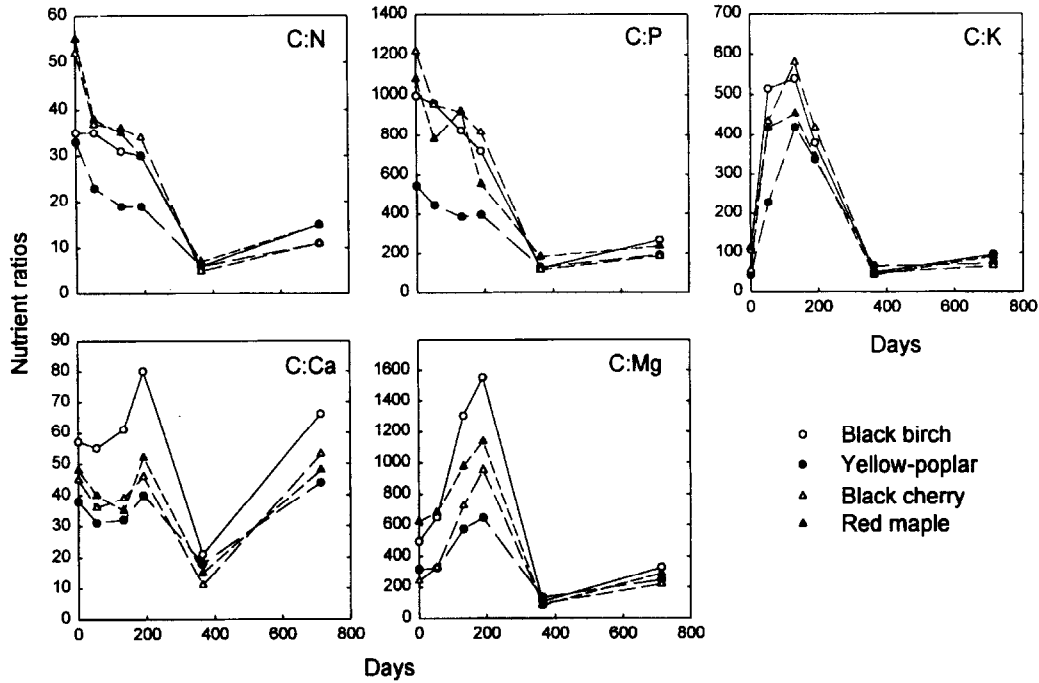 Nutrient ratios
C:N
60
50
40
30
20
10
0
C:P
1400
1200
1000
800
600
400
200
0
C:K
700
600
500
400
300
200
100
0
0 200 400 600 800
Days
C:Ca
90
80
70
60
50
40
30
20
10
0
0 200 400 600 800
C:Mg
1600
1400
1200
1000
800
600
400
200
0
0 200 400 600 800
Days
Black birch
Yellow-poplar
Black cherry
Red maple